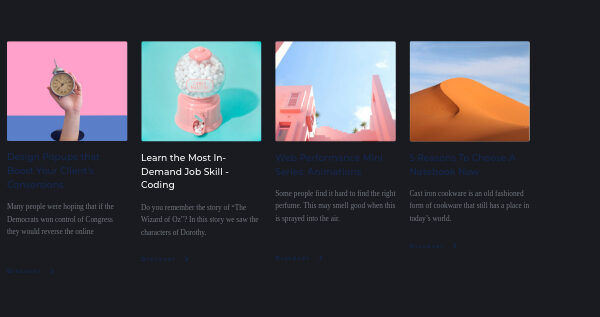 Design Popups that
Boost Your Client's
Conversions
Many people were hoping that if the
Democrats won control of Congress
they would reverse the online
Discover
Learn the Most In-
Demand Job Skill -
Coding
Do you remember the story of “The
Wizard of Oz”? In this story we saw the
characters of Dorothy.
Discover
Web Performance Mini
Series: Animations
Some people find it hard to find the right
perfume. This may smell good when this
is sprayed into the air.
Discover
5 Reasons To Choose A
Notebook Now
Cast iron cookware is an old fashioned
form of cookware that still has a place in
today’s world.
Discover